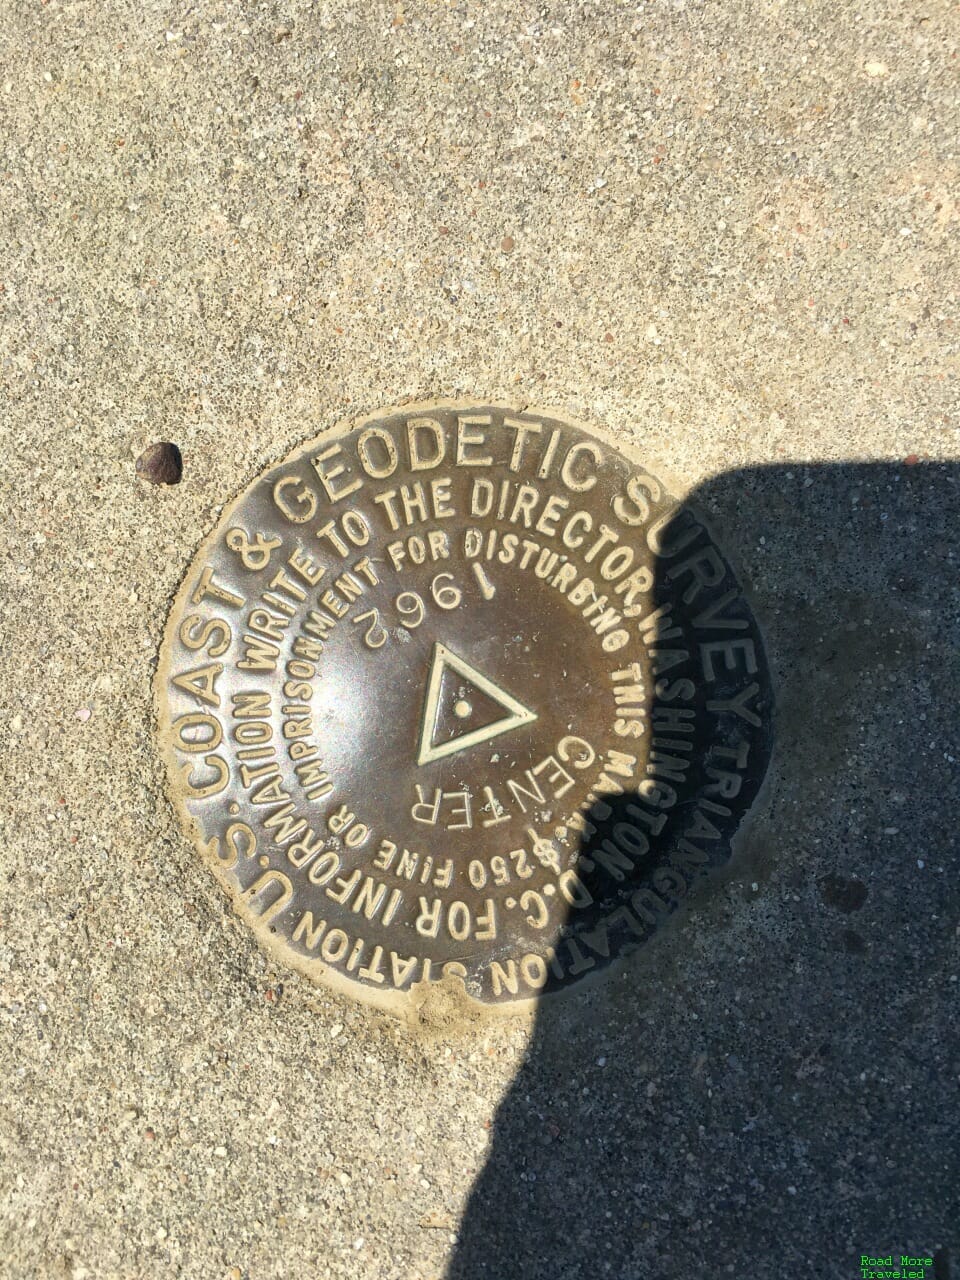 U.S. COAST & GEODETIC SURVEY TRIANGULATION STATION
FOR INFORMATION WRITE TO THE DIRECTOR, WASHINGTON, D.C.
$250 FINE OR IMPRISONMENT FOR DISTURBING THIS MARK.
CENTER
1962
Road More
Traveled